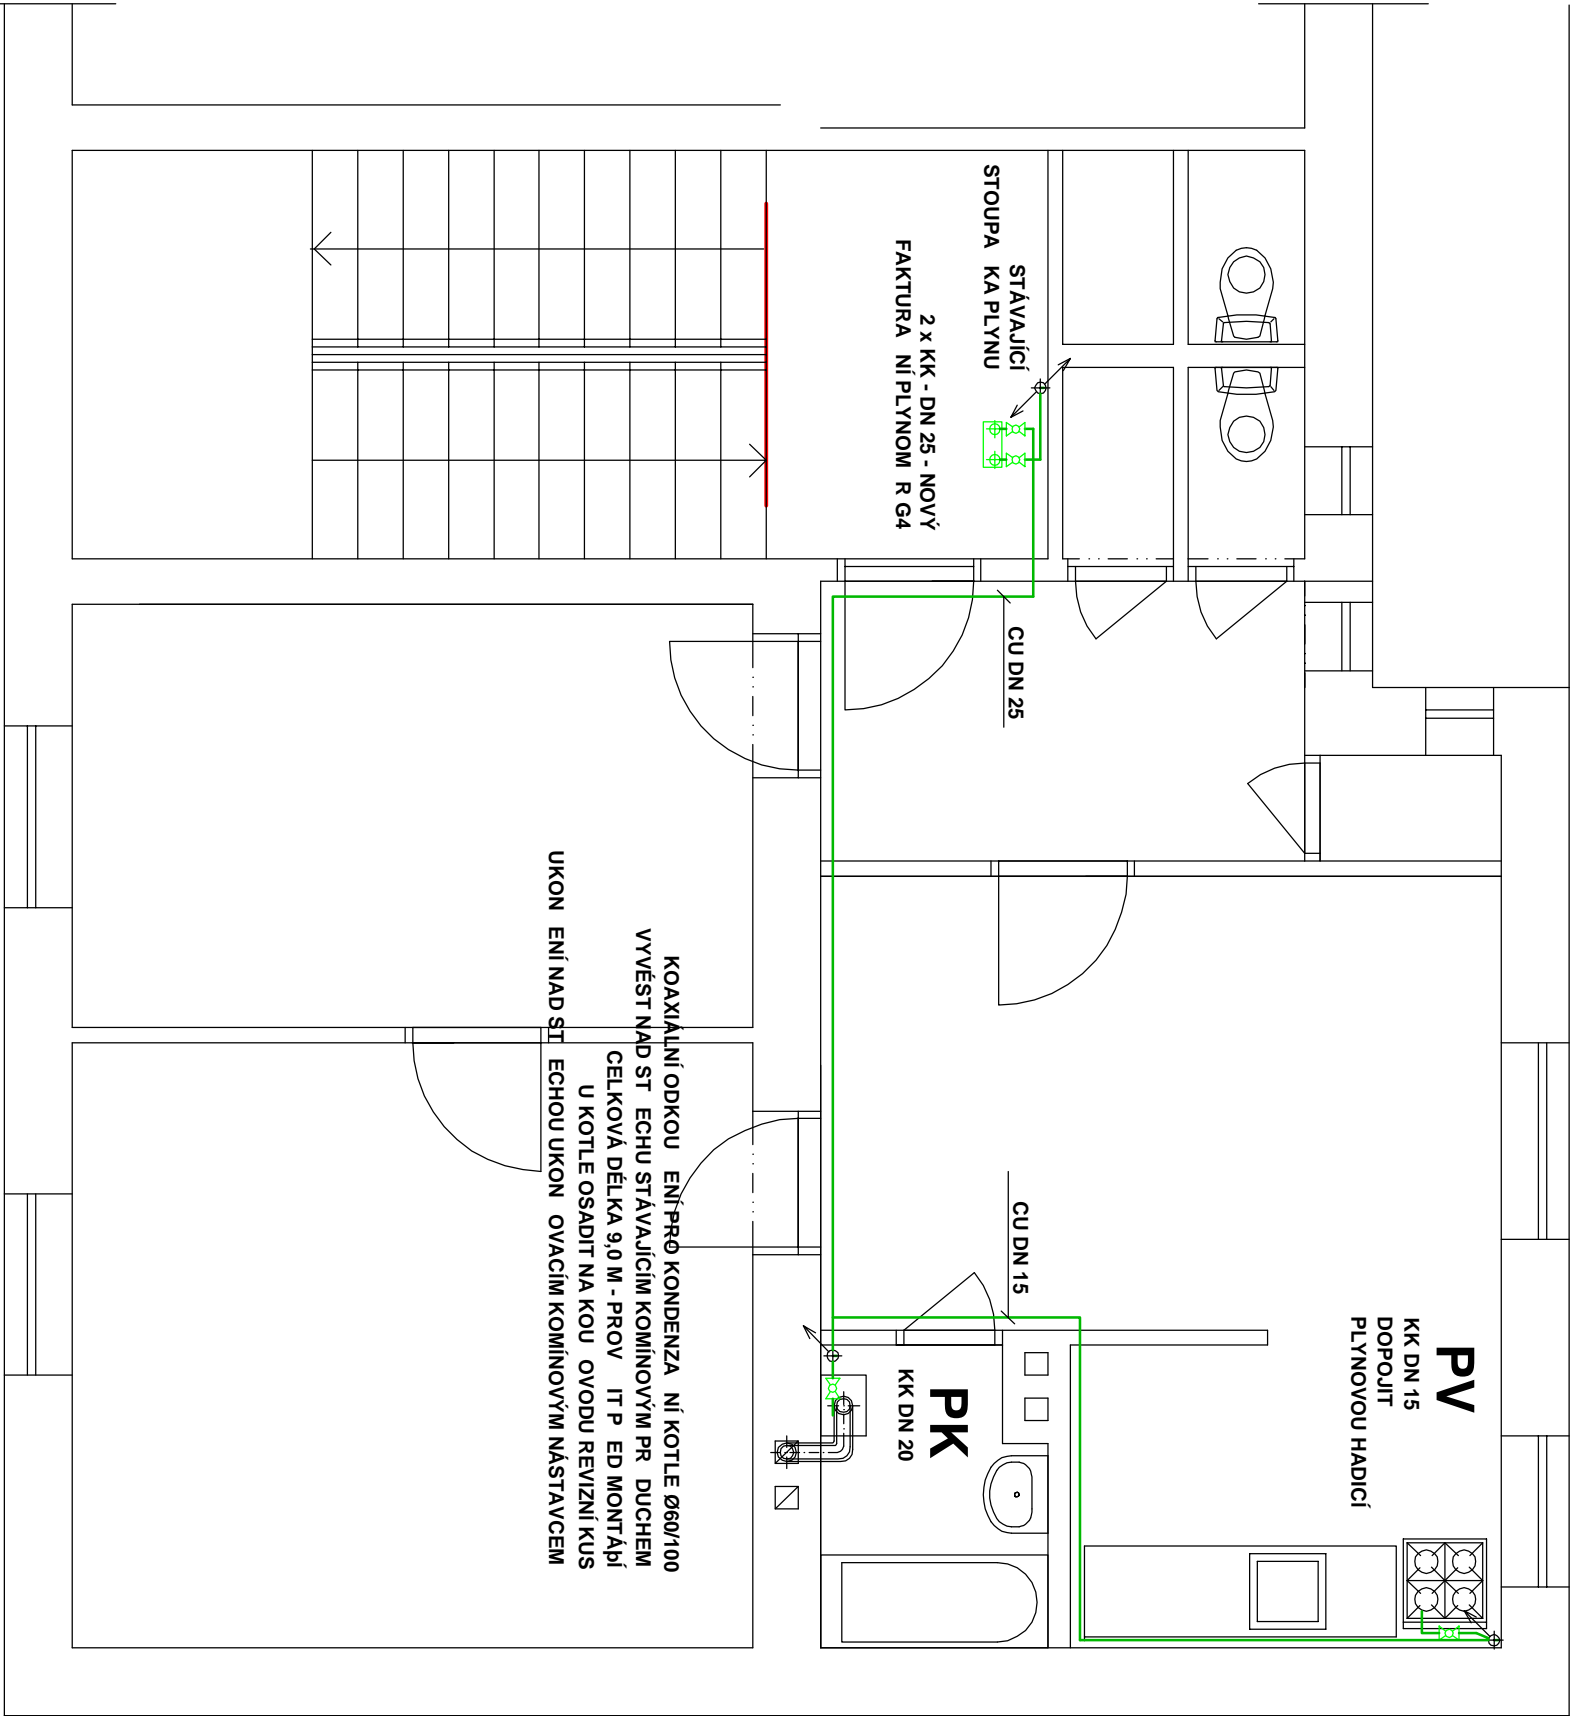 PV
KK DN 15
DOPOJIT
PLYNOVOU HADICÍ
STÁVAJÍCÍ
STOUPA KA PLYNU
CU DN 25
CU DN 15
2 x KK - DN 25 - NOVÝ
FAKTURA NÍ PLYNOM R G4
PK
KK DN 20
KOAXIÁLNÍ ODKOU ENÍ PRO KONDENZA NÍ KOTLE Ø60/100
VYVÉST NAD ST ECHU STÁVAJÍCÍM KOMÍNOVÝM PR DUCHEM
CELKOVÁ DÉLKA 9,0 M - PROV IT P ED MONTÁþÍ
U KOTLE OSADIT NA KOU OVODU REVIZNÍ KUS
UKON ENÍ NAD ST ECHOU UKON OVACÍM KOMÍNOVÝM NÁSTAVCEM